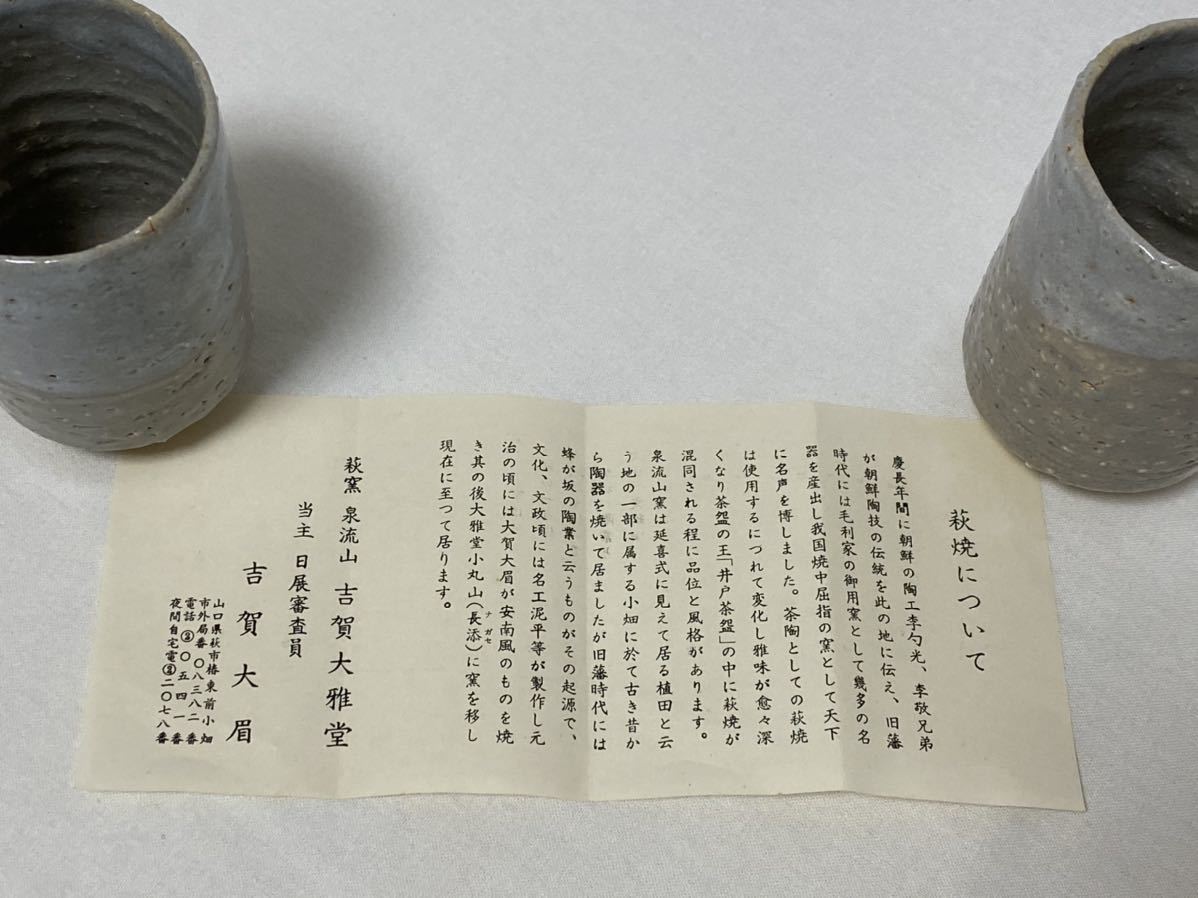 萩焼について
慶長年間に朝鮮の陶工李勺光、李敬兄弟
が朝鮮陶技の伝統を此の地に伝え、旧藩
時代には毛利家の御用窯として幾多の名
器を産出し我国焼中屈指の窯として天下
に名声を博しました。茶陶としての萩焼
は使用するにつれて変化し雅味が愈々深
くなり茶盌の王「井戸茶盌」の中に萩焼が
混同される程に品位と風格があります。
泉流山窯は延喜式に見えて居る植田と云
う地の一部に属する小畑に於て古き昔か
ら陶器を焼いて居ましたが旧藩時代には
蜂が坂の陶業と云うものがその起源で、
文化、文政頃には名工泥平等が製作し元
治の頃には大賀大眉が安南風のものを焼
き其の後大雅堂小丸山(長添)に窯を移し
ナガセ
現在に至つて居ります。
萩窯 泉流山 吉賀大雅堂
当主 日展審査員
吉賀大眉
山口県萩市椿東前小畑
市外局番 〇八三八二番
電話②〇五四一番
夜間自宅電②二〇七八番